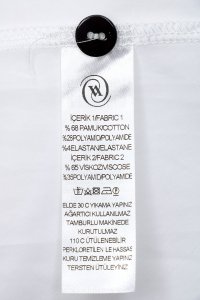 İÇERİK 1/FABRIC 1
% 68 PAMUK/COTTON
%28POLYAMİD/POLYAMIDE
%4ELASTAN/ELASTANE
İÇERİK 2/FABRIC 2
% 65 VİSKOZ/VISCOSE
%35POLYAMİD/POLYAMIDE
ELDE 30 C YIKAMA YAPINIZ
AĞARTICI KULLANILMAZ
TAMBURLU MAKİNEDE
KURUTULMAZ
110 C ÜTÜLENEBİLİR
PERKLORETİLEN LE HASSAS
KURU TEMİZLEME YAPINIZ
TERSTEN ÜTÜLEYİNİZ